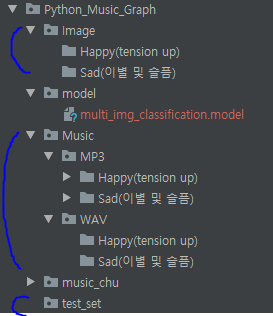 Python_Music_Graph
Image
Happy(tension up)
Sad(이별 및 슬픔)
model
multi_img_classification.model
Music
MP3
Happy(tension up)
Sad(이별 및 슬픔)
WAV
Happy(tension up)
Sad(이별 및 슬픔)
music_chu
test_set